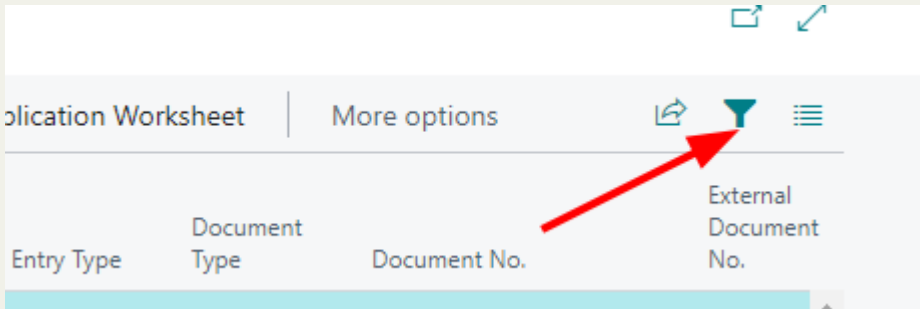 plication Worksheet More options
External
Document Document
Entry Type Type Document No. No.